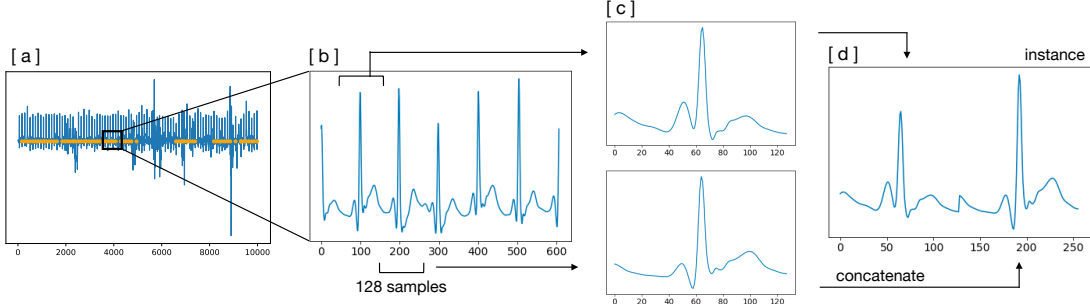 [ a ]
0 2000 4000 6000 8000 10000
[ b ]
0 100 200 300 400 500 600
128 samples
[ c ]
0 20 40 60 80 100 120
0 20 40 60 80 100 120
[ d ]
instance
0 50 100 150 200 250
concatenate